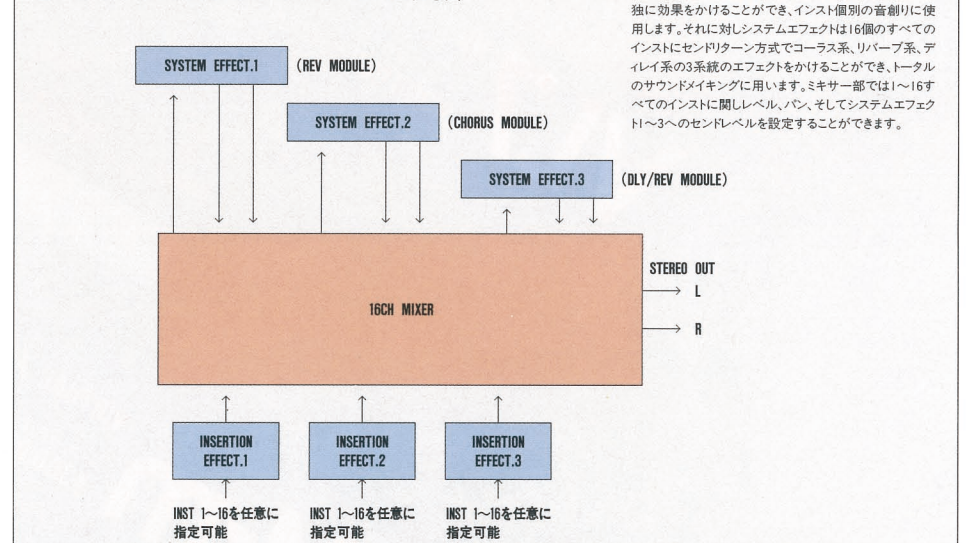 独に効果をかけることができ、インスト個別の音創りに使
用します。それに対しシステムエフェクトは16個のすべての
インストにセンドリターン方式でコーラス系、リバーブ系、デ
ィレイ系の3系統のエフェクトをかけることができ、トータル
のサウンドメイキングに用います。ミキサー部では1〜16す
べてのインストに関しレベル、パン、そしてシステムエフェク
ト1〜3へのセンドレベルを設定することができます。
SYSTEM EFFECT.1 (REV MODULE)
SYSTEM EFFECT.2 (CHORUS MODULE)
SYSTEM EFFECT.3 (DLY/REV MODULE)
STEREO OUT
L
16CH MIXER
R
INSERTION
EFFECT.1
INSERTION
EFFECT.2
INSERTION
EFFECT.3
INST 1〜16を任意に
指定可能
INST 1〜16を任意に
指定可能
INST 1〜16を任意に
指定可能